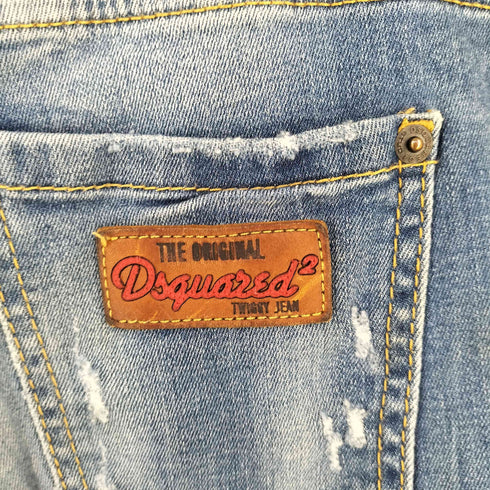 THE ORIGINAL
Dsquared2
TWIGGY JEAN